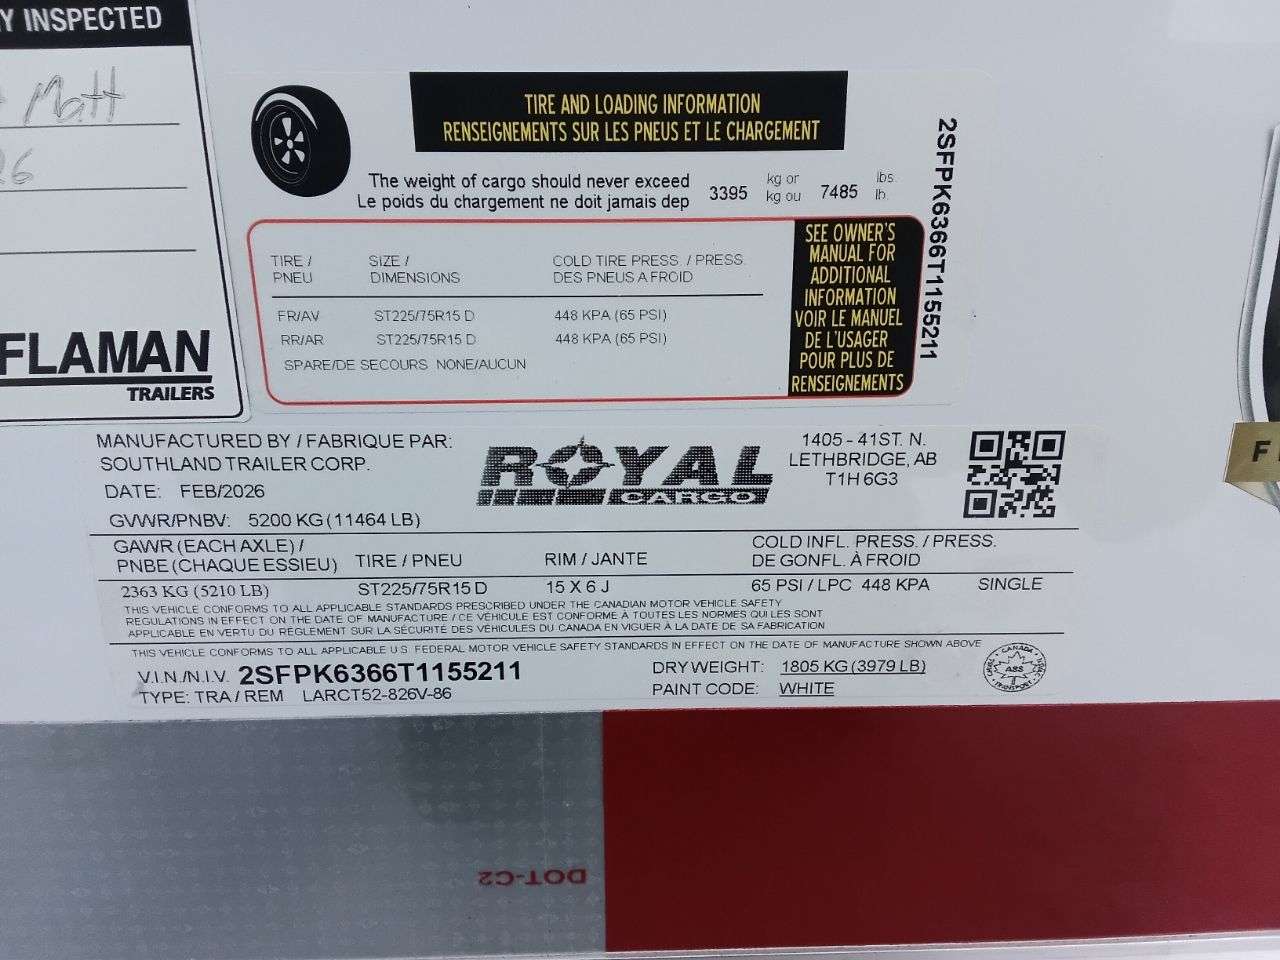 Y INSPECTED
Matt
26
FLAMAN
TRAILERS
TIRE AND LOADING INFORMATION
RENSEIGNEMENTS SUR LES PNEUS ET LE CHARGEMENT
The weight of cargo should never exceed 3395 kg or 7485 lbs.
Le poids du chargement ne doit jamais dep kg ou lb.
TIRE / SIZE / COLD TIRE PRESS. / PRESS.
PNEU DIMENSIONS DES PNEUS A FROID
FR/AV ST225/75R15 D 448 KPA (65 PSI)
RR/AR ST225/75R15 D 448 KPA (65 PSI)
SPARE/DE SECOURS NONE/AUCUN
SEE OWNER'S
MANUAL FOR
ADDITIONAL
INFORMATION
VOIR LE MANUEL
DE L'USAGER
POUR PLUS DE
RENSEIGNEMENTS
2SFPK6366T1155211
MANUFACTURED BY / FABRIQUE PAR:
SOUTHLAND TRAILER CORP.
DATE: FEB/2026
GVWR/PNBV: 5200 KG (11464 LB)
ROYAL
CARGO
1405 - 41ST. N.
LETHBRIDGE, AB
T1H 6G3
GAWR (EACH AXLE) /
PNBE (CHAQUE ESSIEU) TIRE / PNEU RIM / JANTE COLD INFL. PRESS. / PRESS.
DE GONFL. À FROID
2363 KG (5210 LB) ST225/75R15 D 15 X 6 J 65 PSI / LPC 448 KPA SINGLE
THIS VEHICLE CONFORMS TO ALL APPLICABLE STANDARDS PRESCRIBED UNDER THE CANADIAN MOTOR VEHICLE SAFETY
REGULATIONS IN EFFECT ON THE DATE OF MANUFACTURE / CE VÉHICULE EST CONFORME À TOUTES LES NORMES QUI LES SONT
APPLICABLE EN VERTU DU RÈGLEMENT SUR LA SÉCURITÉ DES VÉHICULES DU CANADA EN VIGUER À LA DATE DE SA FABRICATION
THIS VEHICLE CONFORMS TO ALL APPLICABLE U.S. FEDERAL MOTOR VEHICLE SAFETY STANDARDS IN EFFECT ON THE DATE OF MANUFACTURE SHOWN ABOVE
V.I.N./N.I.V. 2SFPK6366T1155211 DRY WEIGHT: 1805 KG (3979 LB)
TYPE: TRA / REM LARCT52-826V-86 PAINT CODE: WHITE
CANADA
ASS
TRANSPORT
F
DOT-C2